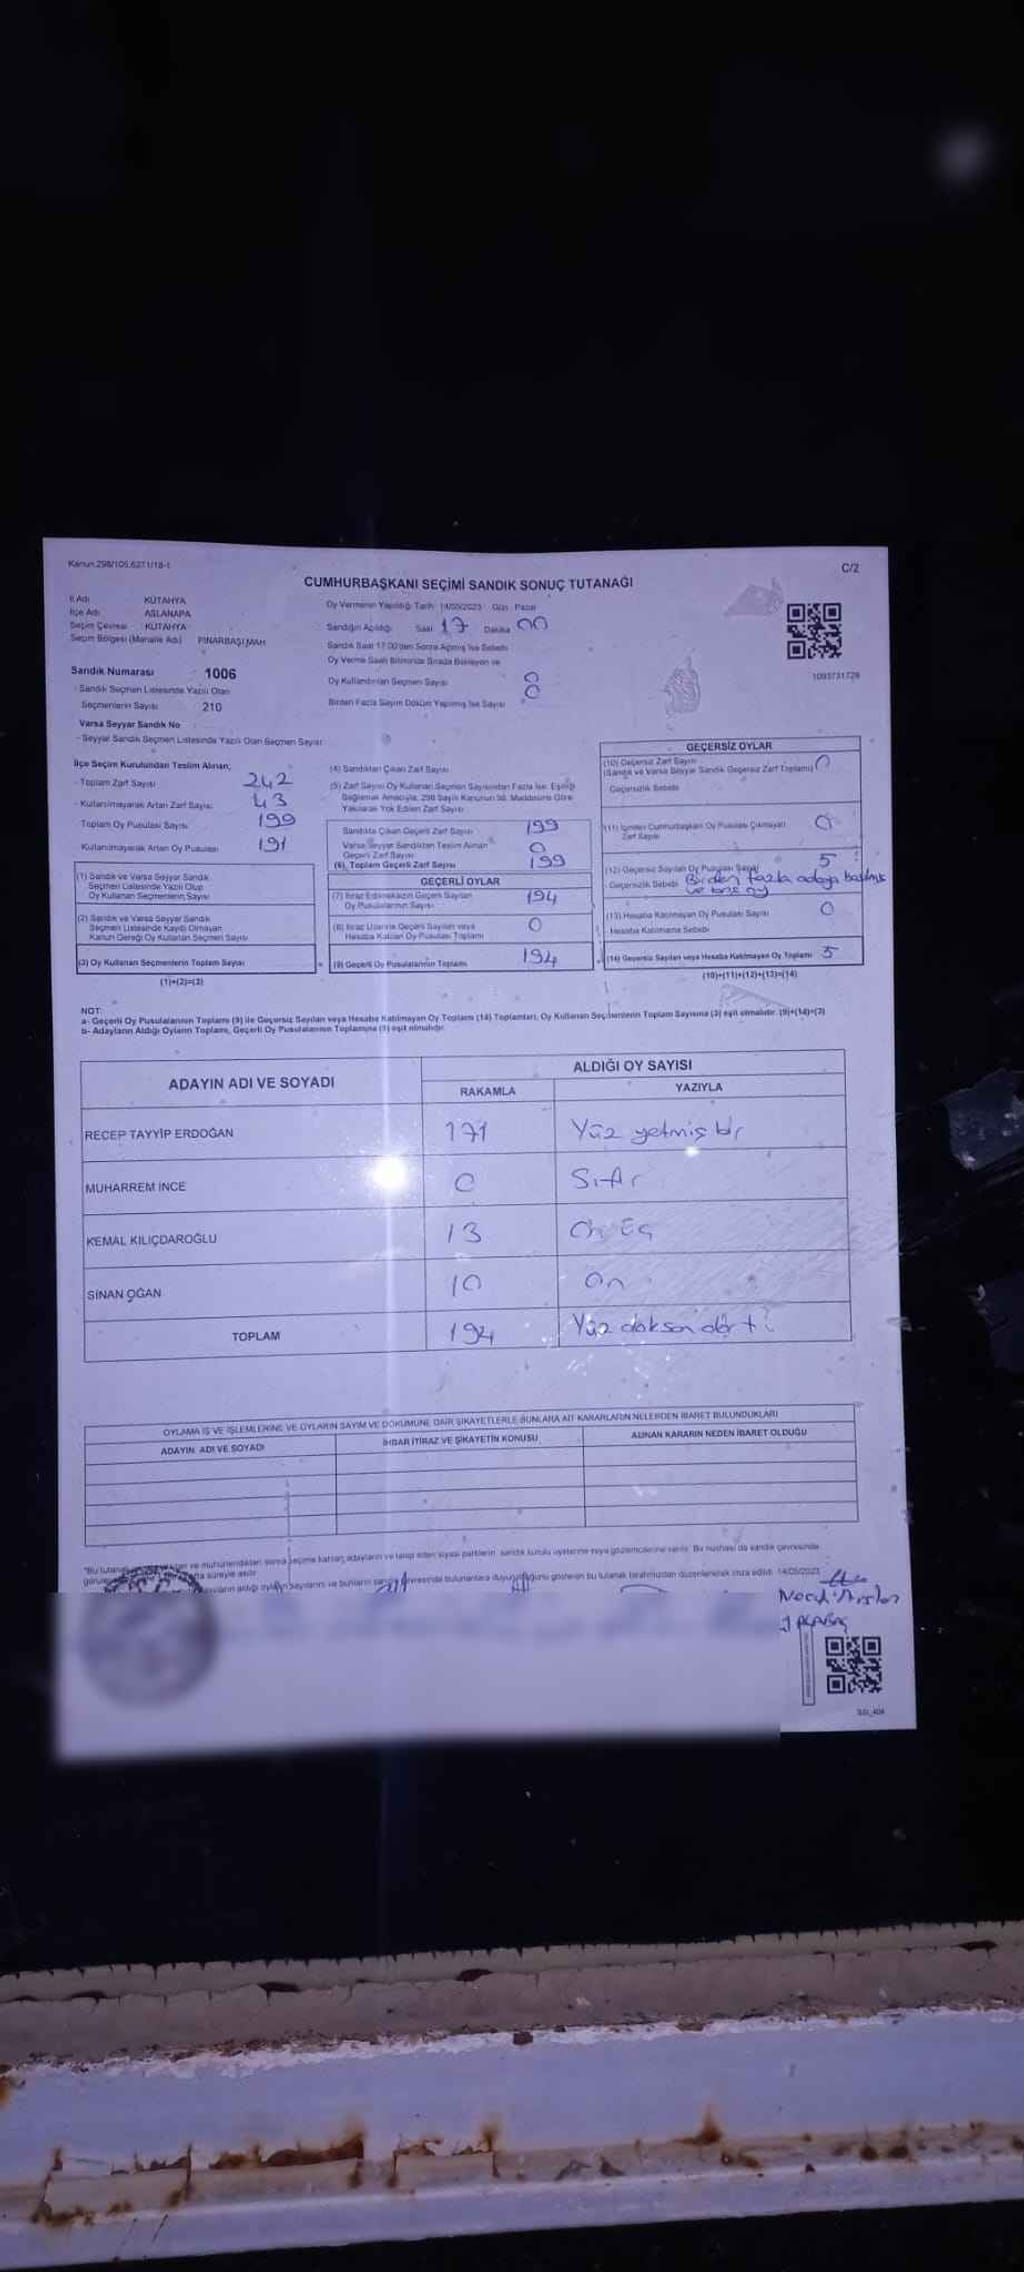 Kanun 298/105.6271/18-1
C/2
CUMHURBAŞKANI SEÇİMİ SANDIK SONUÇ TUTANAĞI
İl Adı KÜTAHYA
İlçe Adı ASLANAPA
Seçim Çevresi KÜTAHYA
Seçim Bölgesi (Mahalle Adı) PINARBAŞI MAH.
Sandık Numarası 1006
- Sandık Seçmen Listesinde Yazılı Olan
Seçmenlerin Sayısı 210
Varsa Seyyar Sandık No
- Seyyar Sandık Seçmen Listesinde Yazılı Olan Seçmen Sayısı
Oy Vermenin Yapıldığı Tarih 14/05/2023 Gün Pazar
Sandığın Açıldığı Saat 17 Dakika 00
Sandık Saat 17:00'den Sonra Açılmış İse Sebebi
Oy Verme Saati Bitiminde Sırada Bekleyen ve
Oy Kullandırılan Seçmen Sayısı 0
Birden Fazla Sayım Döküm Yapılmış İse Sayısı 0
1093731728
İlçe Seçim Kurulundan Teslim Alınan;
- Toplam Zarf Sayısı 242
- Kullanılmayarak Artan Zarf Sayısı 43
Toplam Oy Pusulası Sayısı 199
Kullanılmayarak Artan Oy Pusulası 191
(1) Sandık ve Varsa Seyyar Sandık
Seçmen Listesinde Yazılı Olup
Oy Kullanan Seçmenlerin Sayısı
(2) Sandık ve Varsa Seyyar Sandık
Seçmen Listesinde Kaydı Olmayan
Kanun Gereği Oy Kullanan Seçmen Sayısı
(3) Oy Kullanan Seçmenlerin Toplam Sayısı
(1)+(2)=(3)
(4) Sandıktan Çıkan Zarf Sayısı
(5) Zarf Sayısı Oy Kullanan Seçmen Sayısından Fazla İse, Eşitliği
Sağlamak Amacıyla, 298 Sayılı Kanunun 98. Maddesine Göre
Yakılarak Yok Edilen Zarf Sayısı
Sandıkta Çıkan Geçerli Zarf Sayısı 199
Varsa Seyyar Sandıktan Teslim Alınan
Geçerli Zarf Sayısı 0
(6). Toplam Geçerli Zarf Sayısı 199
GEÇERLİ OYLAR
(7) İtiraz Edilmeksizin Geçerli Sayılan
Oy Pusulalarının Sayısı 194
(8) İtiraz Üzerine Geçerli Sayılan veya
Hesaba Katılan Oy Pusulası Toplamı 0
(9) Geçerli Oy Pusulalarının Toplamı 194
GEÇERSİZ OYLAR
(10) Geçersiz Zarf Sayısı
(Sandık ve Varsa Seyyar Sandık Geçersiz Zarf Toplamı) 0
Geçersizlik Sebebi
(11) İçinden Cumhurbaşkanı Oy Pusulası Çıkmayan
Zarf Sayısı 0
(12) Geçersiz Sayılan Oy Pusulası Sayısı 5
Geçersizlik Sebebi Birden fazla adaya basılmış
ve boş oy
(13) Hesaba Katılmayan Oy Pusulası Sayısı 0
Hesaba Katılmama Sebebi
(14) Geçersiz Sayılan veya Hesaba Katılmayan Oy Toplamı 5
(10)+(11)+(12)+(13)=(14)
NOT:
a- Geçerli Oy Pusulalarının Toplamı (9) ile Geçersiz Sayılan veya Hesaba Katılmayan Oy Toplamı (14) Toplamları, Oy Kullanan Seçmenlerin Toplam Sayısına (3) eşit olmalıdır. (9)+(14)=(3)
b- Adayların Aldığı Oyların Toplamı, Geçerli Oy Pusulalarının Toplamına (9) eşit olmalıdır.
ADAYIN ADI VE SOYADI
ALDIĞI OY SAYISI
RAKAMLA YAZIYLA
RECEP TAYYİP ERDOĞAN 171 Yüz yetmiş bir
MUHARREM İNCE 0 Sıfır
KEMAL KILIÇDAROĞLU 13 On Üç
SİNAN OĞAN 10 On
TOPLAM 194 Yüz doksan dört
OYLAMA İŞ VE İŞLEMLERİNE VE OYLARIN SAYIM VE DÖKÜMÜNE DAİR ŞİKAYETLERLE BUNLARA AİT KARARLARIN NELERDEN İBARET BULUNDUKLARI
ADAYIN ADI VE SOYADI
İHBAR İTİRAZ VE ŞİKAYETİN KONUSU
ALINAN KARARIN NEDEN İBARET OLDUĞU